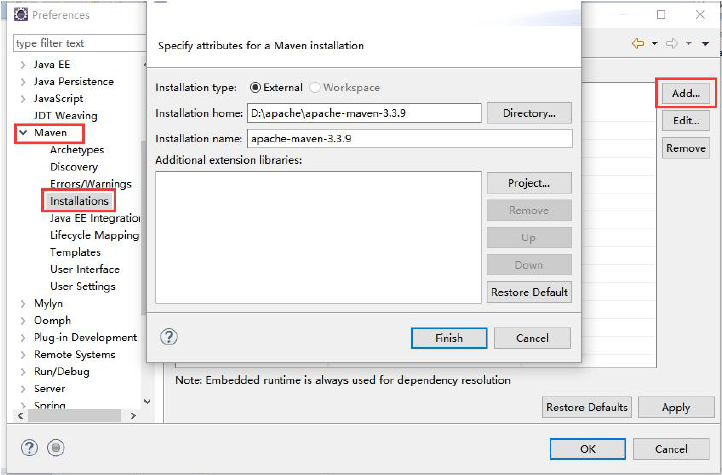 Preferences
type filter text
Java EE
Java Persistence
JavaScript
JDT Weaving
Maven
Archetypes
Discovery
Errors/Warnings
Installations
Java EE Integration
Lifecycle Mapping
Templates
User Interface
User Settings
Mylyn
Oomph
Plug-in Development
Remote Systems
Run/Debug
Server
Spring
Specify attributes for a Maven installation
Installation type: External Workspace
Installation home: D:\apache\apache-maven-3.3.9 Directory...
Installation name: apache-maven-3.3.9
Additional extension libraries:
Project...
Remove
Up
Down
Restore Default
Finish Cancel
Add...
Edit...
Remove
Note: Embedded runtime is always used for dependency resolution
Restore Defaults Apply
OK Cancel